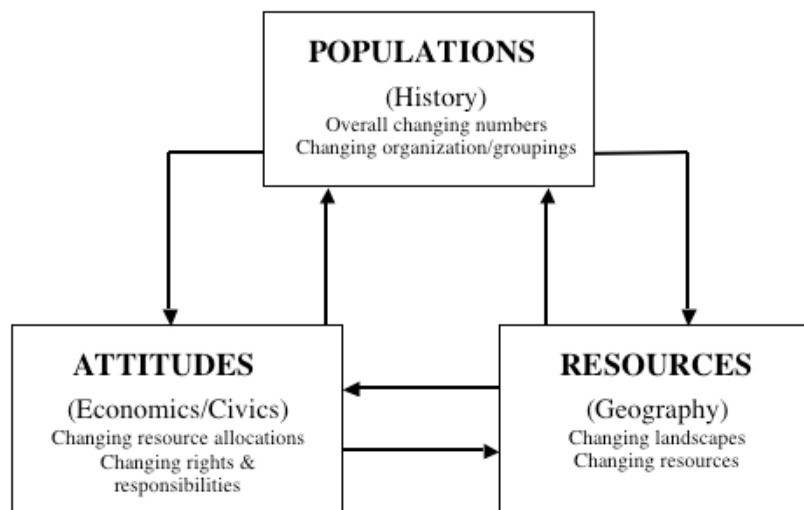 POPULATIONS
(History)
Overall changing numbers
Changing organization/groupings
ATTITUDES
(Economics/Civics)
Changing resource allocations
Changing rights &
responsibilities
RESOURCES
(Geography)
Changing landscapes
Changing resources